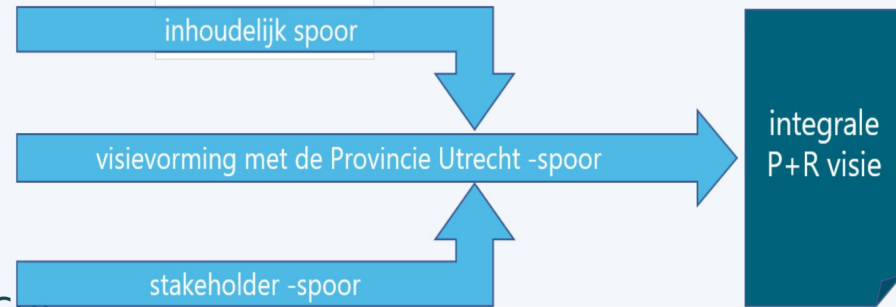 inhoudelijk spoor
visievorming met de Provincie Utrecht -spoor
stakeholder -spoor
integrale
P+R visie